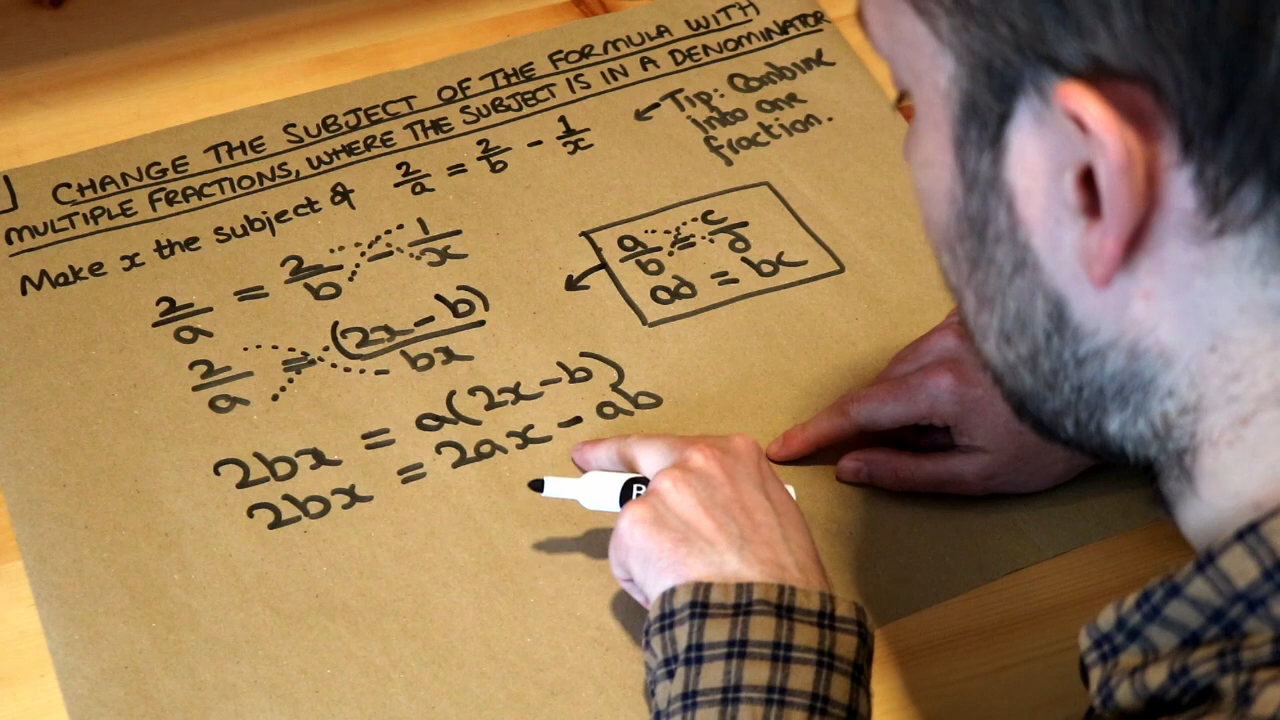 CHANGE THE SUBJECT OF THE FORMULA WITH
MULTIPLE FRACTIONS, WHERE THE SUBJECT IS IN A DENOMINATOR
Make x the subject of 2/a = 2/b - 1/x
← Tip: Combine
into one
fraction.
2/a = 2/b - 1/x
a/b = c/d
ad = bc
2/a = (2x - b)/bx
2bx = a(2x - b)
2bx = 2ax - ab